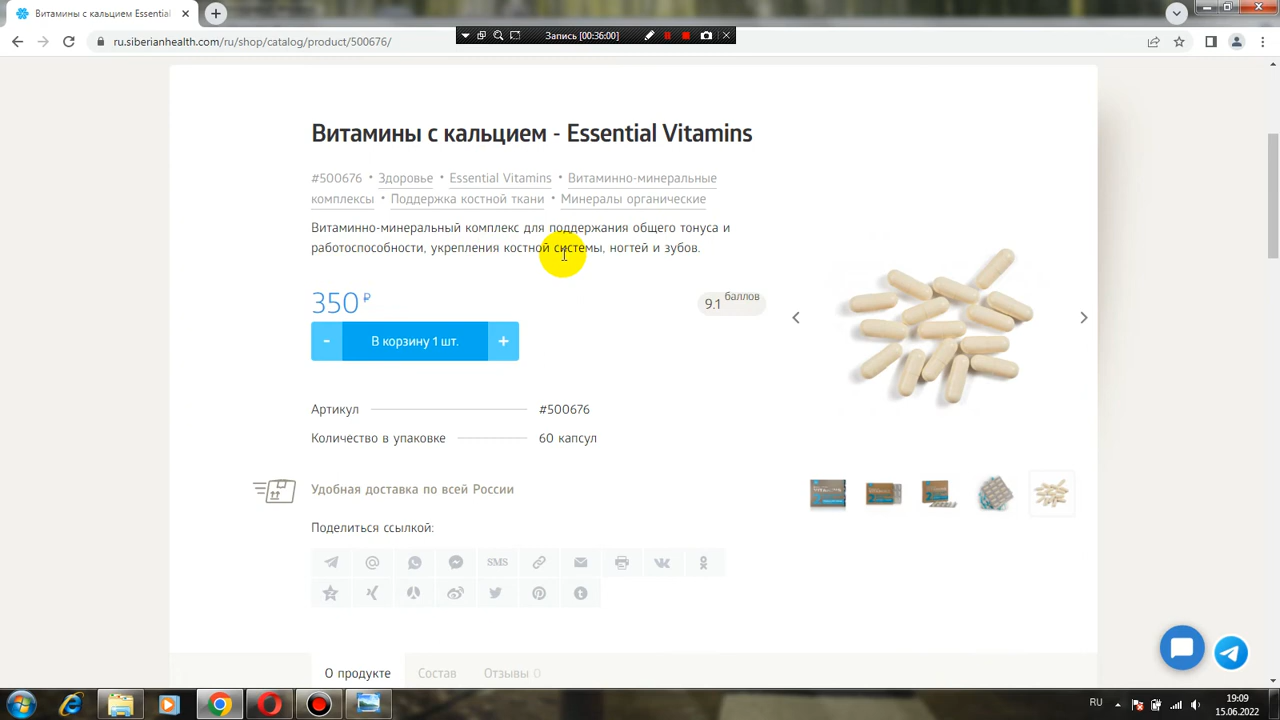 Витамины с кальцием Essential
ru.siberianhealth.com/ru/shop/catalog/product/500676/
Запись [00:36:00]
Витамины с кальцием - Essential Vitamins
#500676 • Здоровье • Essential Vitamins • Витаминно-минеральные
комплексы • Поддержка костной ткани • Минералы органические
Витаминно-минеральный комплекс для поддержания общего тонуса и
работоспособности, укрепления костной системы, ногтей и зубов.
350 ₽
9.1 баллов
- В корзину 1 шт. +
Артикул #500676
Количество в упаковке 60 капсул
Удобная доставка по всей России
Поделиться ссылкой:
SMS
О продукте Состав Отзывы 0
RU
19:09
15.06.2022